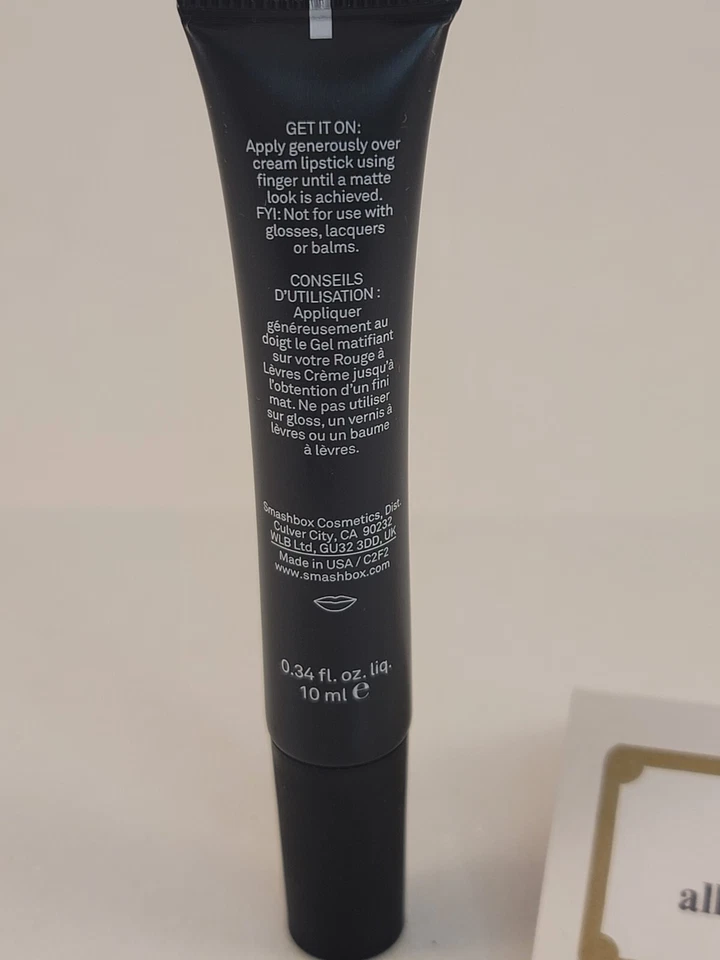 GET IT ON:
Apply generously over
cream lipstick using
finger until a matte
look is achieved.
FYI: Not for use with
glosses, lacquers
or balms.
CONSEILS
D'UTILISATION :
Appliquer
généreusement au
doigt le Gel matifiant
sur votre Rouge à
Lèvres Crème jusqu'à
l'obtention d'un fini
mat. Ne pas utiliser
sur gloss, un vernis à
lèvres ou un baume
à lèvres.
Smashbox Cosmetics, Dist.
Culver City, CA 90232
WLB Ltd, GU32 3DD, UK
Made in USA / C2F2
www.smashbox.com
0.34 fl. oz. liq.
10 ml ℮